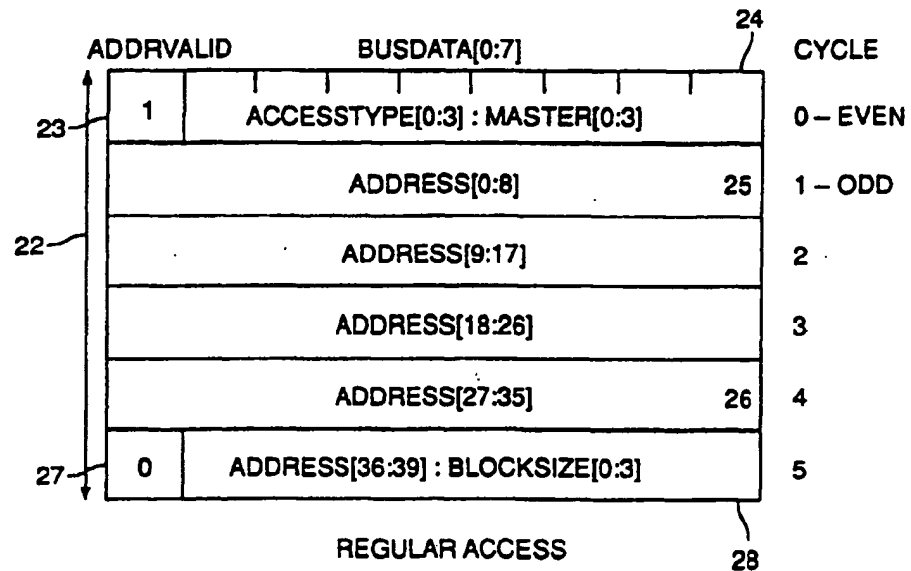 24
ADDRVALID BUSDATA[0:7] CYCLE
23 1 ACCESSTYPE[0:3] : MASTER[0:3] 0 – EVEN
ADDRESS[0:8] 25 1 – ODD
22 ADDRESS[9:17] 2
ADDRESS[18:26] 3
ADDRESS[27:35] 26 4
27 0 ADDRESS[36:39] : BLOCKSIZE[0:3] 5
REGULAR ACCESS 28